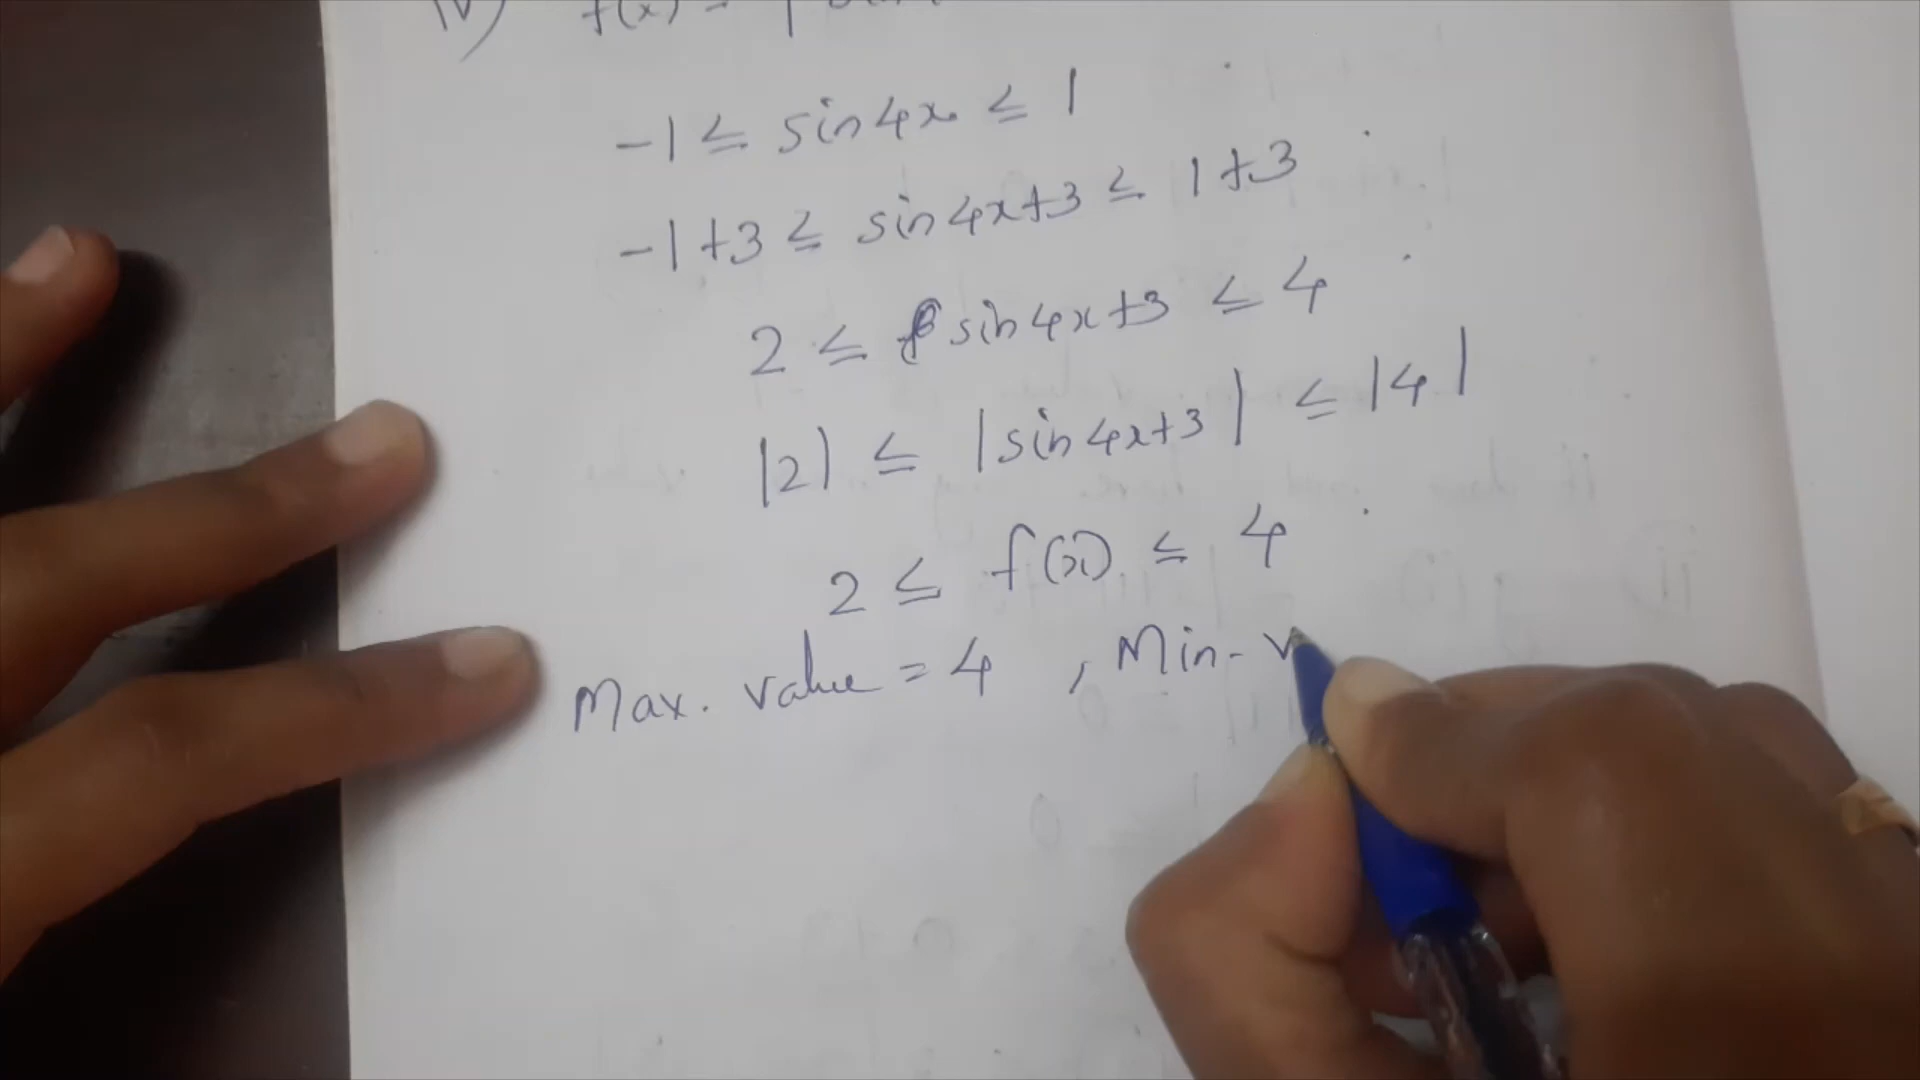 iv) f(x) =
-1 ≤ sin4x ≤ 1
-1+3 ≤ sin4x+3 ≤ 1+3
2 ≤ sin4x+3 ≤ 4
|2| ≤ |sin4x+3| ≤ |4|
2 ≤ f(x) ≤ 4
Max. value = 4 , Min- v